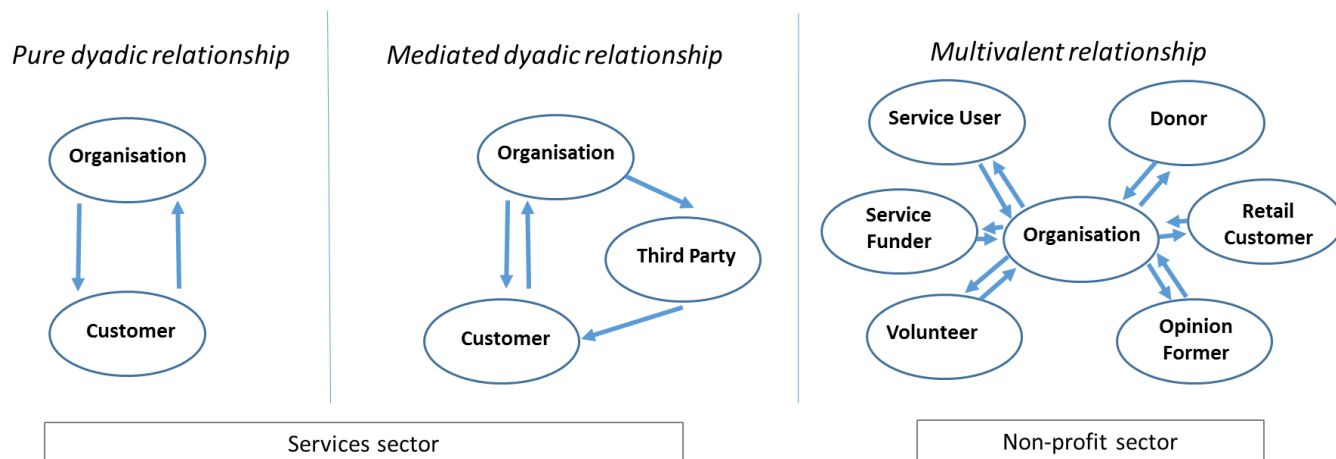 Pure dyadic relationship
Organisation
Customer
Mediated dyadic relationship
Organisation
Third Party
Customer
Multivalent relationship
Service User
Donor
Service
Funder
Organisation
Retail
Customer
Volunteer
Opinion
Former
Services sector
Non-profit sector